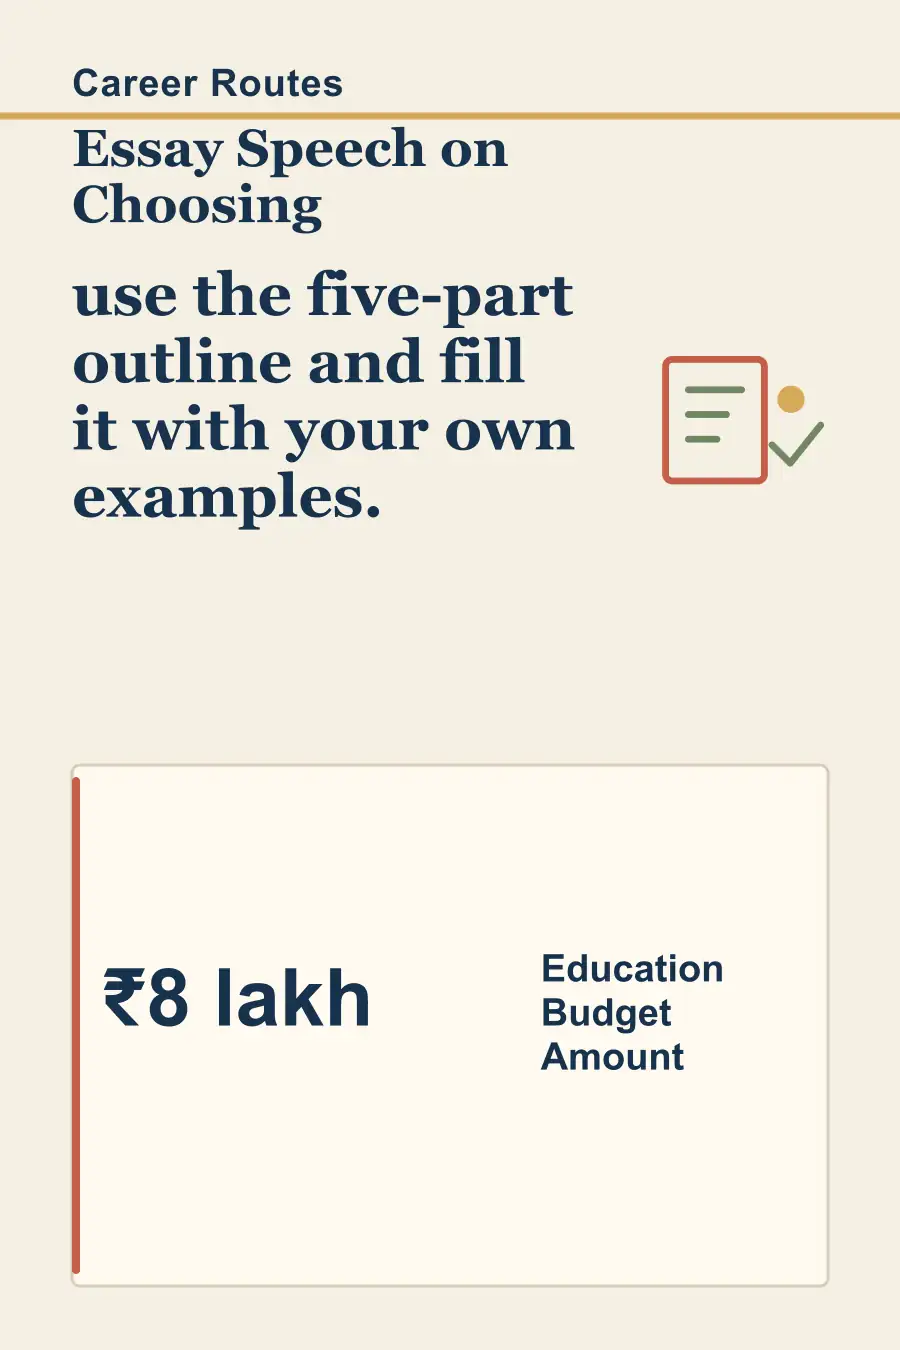 Career Routes
Essay Speech on
Choosing
use the five-part
outline and fill
it with your own
examples.
₹8 lakh
Education
Budget
Amount